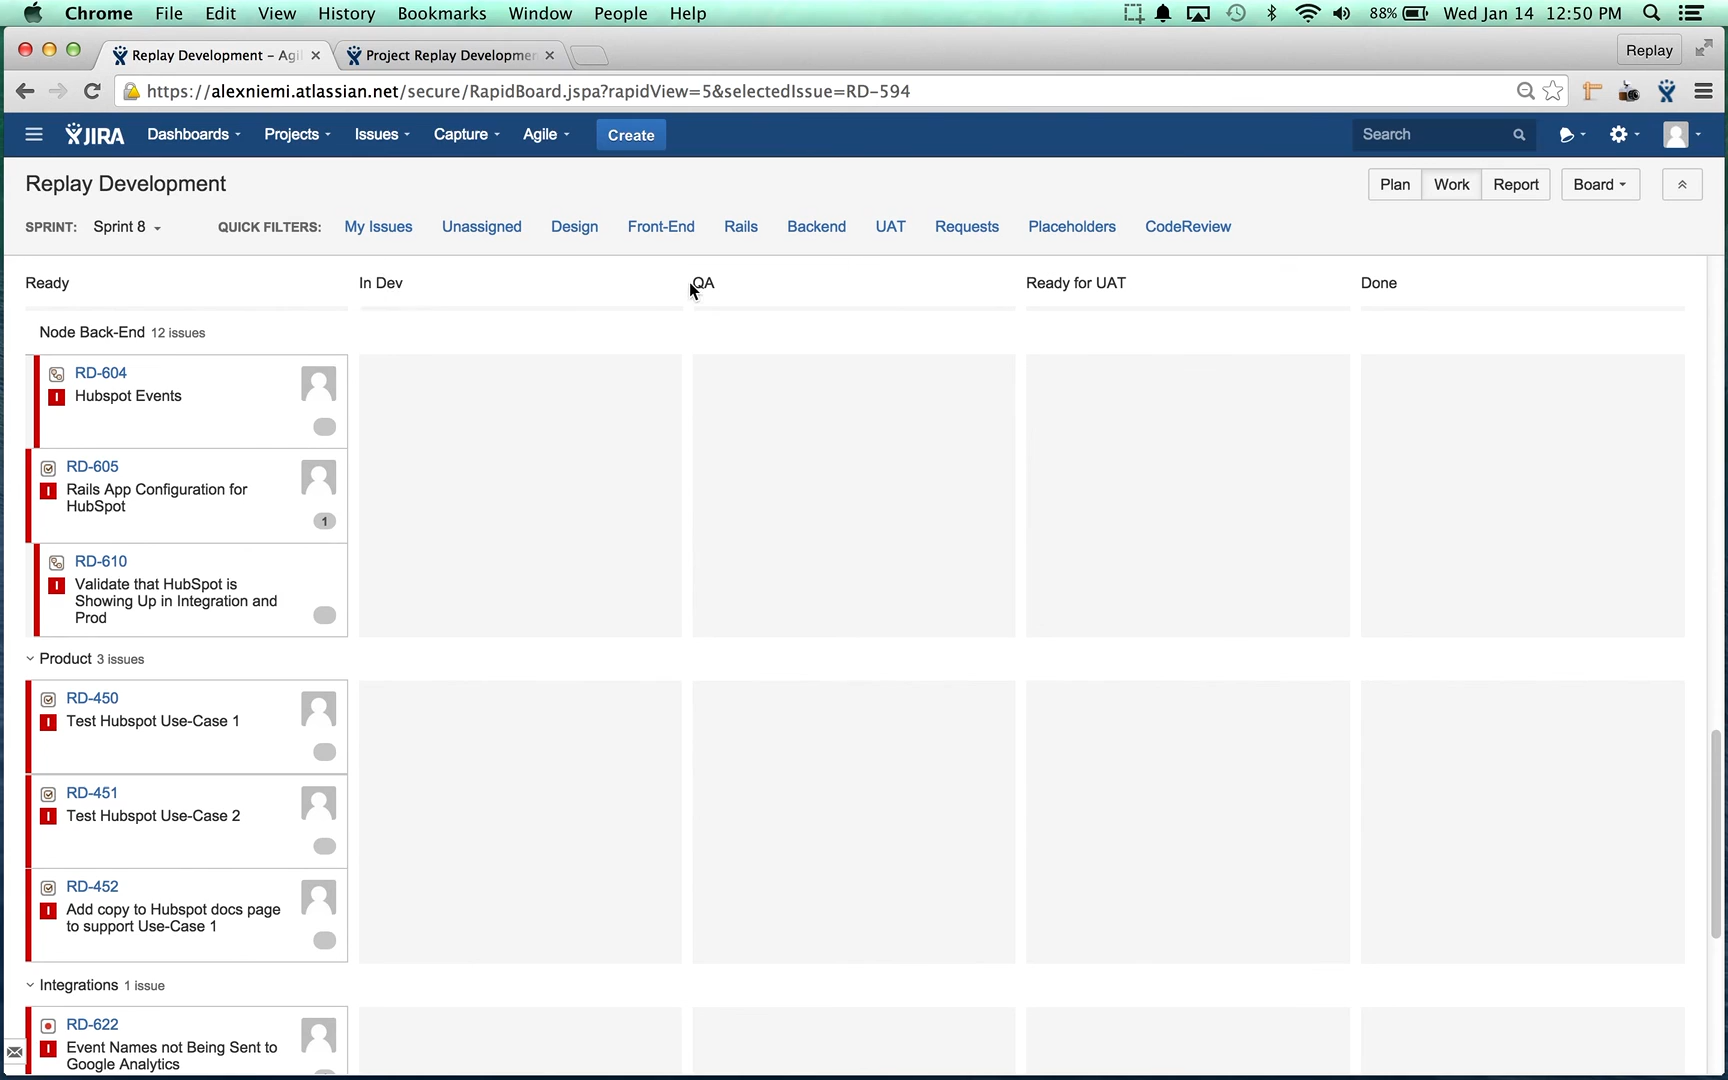 Chrome File Edit View History Bookmarks Window People Help 88% Wed Jan 14 12:50 PM
Replay Development – Agil Project Replay Developmen Replay
https://alexniemi.atlassian.net/secure/RapidBoard.jspa?rapidView=5&selectedIssue=RD-594
JIRA Dashboards Projects Issues Capture Agile Create Search
Replay Development Plan Work Report Board
SPRINT: Sprint 8 QUICK FILTERS: My Issues Unassigned Design Front-End Rails Backend UAT Requests Placeholders CodeReview
Ready In Dev QA Ready for UAT Done
Node Back-End 12 issues
RD-604
Hubspot Events
RD-605
Rails App Configuration for
HubSpot
1
RD-610
Validate that HubSpot is
Showing Up in Integration and
Prod
Product 3 issues
RD-450
Test Hubspot Use-Case 1
RD-451
Test Hubspot Use-Case 2
RD-452
Add copy to Hubspot docs page
to support Use-Case 1
Integrations 1 issue
RD-622
Event Names not Being Sent to
Google Analytics